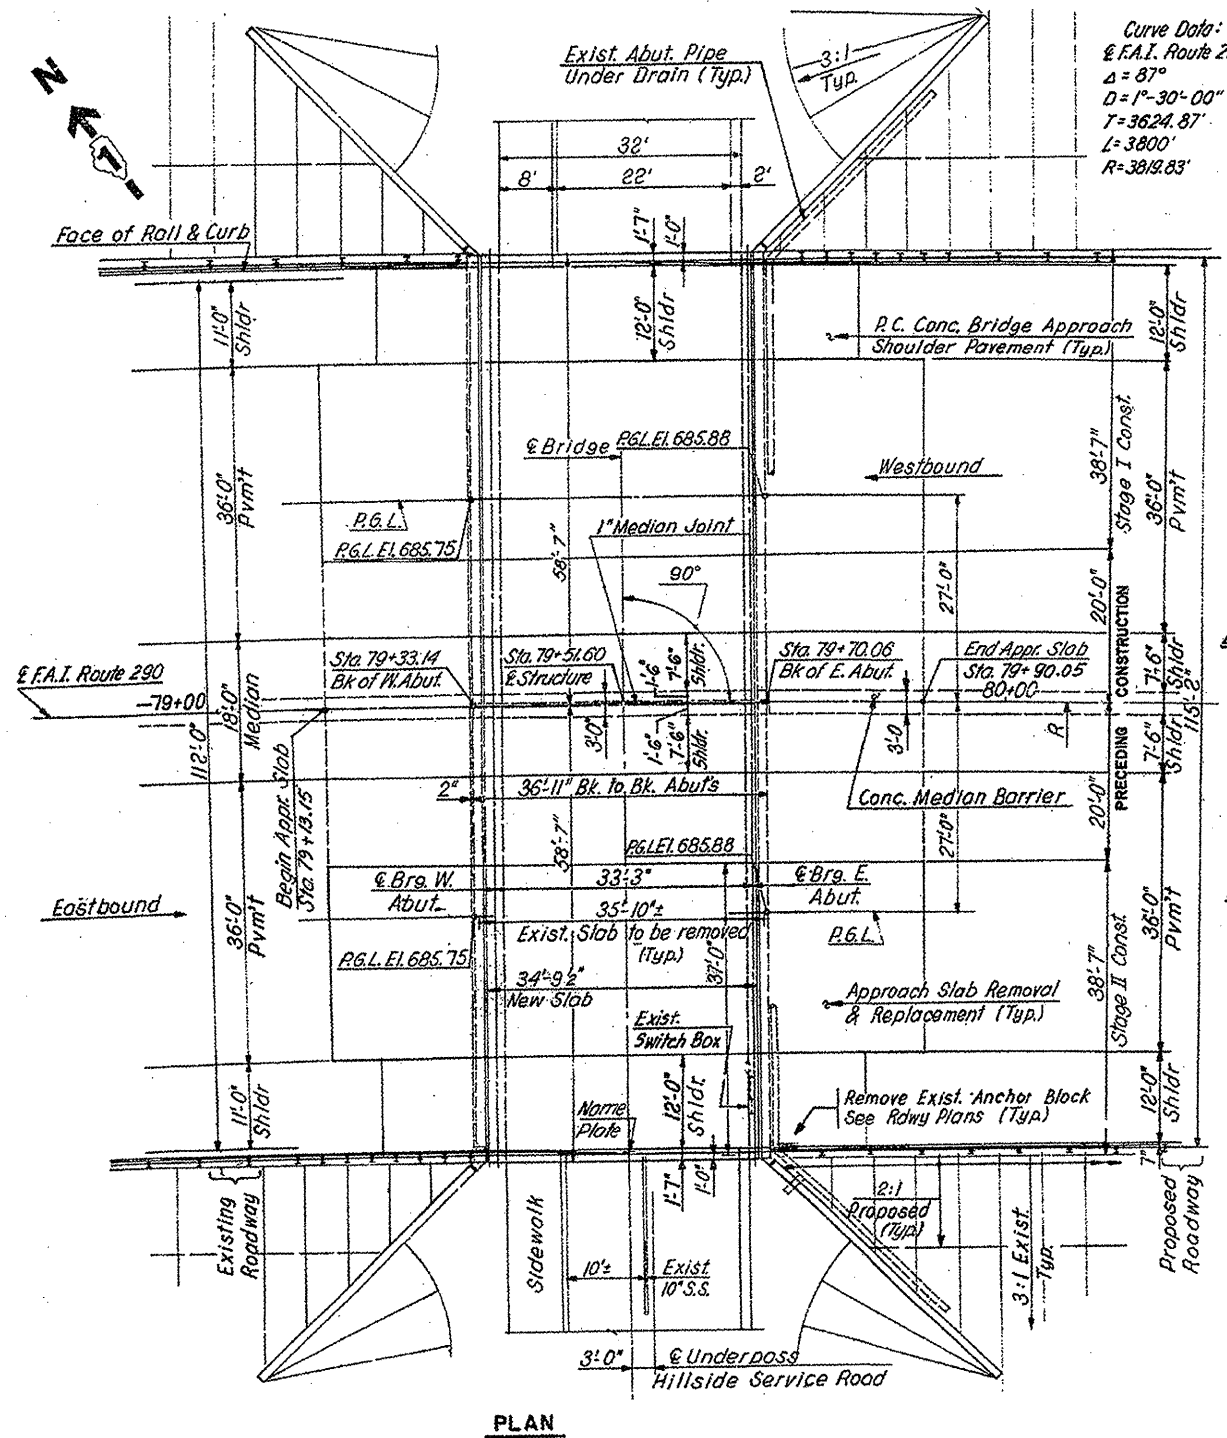 Curve Data:
℄ F.A.I. Route 2
Δ = 87°
D = 1°-30'-00"
T = 3624.87'
L = 3800'
R = 3819.83'
N
Exist. Abut. Pipe
Under Drain (Typ.)
3:1
Typ.
32'
8'
22'
2'
1'-7"
1'-0"
Face of Rail & Curb
11'-0"
Shldr
12'-0"
Shldr
P.C. Conc. Bridge Approach
Shoulder Pavement (Typ.)
12'-0"
Shldr
℄ Bridge
P.G.L. El. 685.88
Westbound
38'-7"
Stage I Const.
36'-0"
Pvm't
36'-0"
Pvm't
P.G.L.
P.G.L. El. 685.75
58'-7"
1" Median Joint
90°
27'-0"
20'-0"
CONSTRUCTION
℄ F.A.I. Route 290
79+00
18'-0"
Median
112'-0"
Sta. 79+33.14
Bk of W. Abut.
Sta. 79+51.60
℄ Structure
1'-6"
7'-6"
Shldr.
Sta. 79+70.06
Bk of E. Abut.
End Appr. Slab
Sta. 79+90.05
80+00
7'-6"
Shldr
115'-2"
3'-0"
1'-6"
7'-6"
Shldr.
3'-0
R
7'-6"
Shldr
PRECEDING
Begin Appr. Slab
Sta. 79+13.15
2"
36'-11" Bk. to Bk. Abut's
Conc. Median Barrier
20'-0"
58'-7"
P.G.L. El. 685.88
27'-0"
℄ Brg. W.
Abut.
33'-3"
℄ Brg. E.
Abut.
Eastbound
36'-0"
Pvm't
35'-10"±
Exist. Slab to be removed
(Typ.)
P.G.L.
36'-0"
Pvm't
P.G.L. El. 685.75
37'-0"
34'-9½"
New Slab
Approach Slab Removal
& Replacement (Typ.)
38'-7"
Stage II Const
Exist.
Switch Box
11'-0"
Shldr
Name
Plate
12'-0"
Shldr.
Remove Exist. Anchor Block
See Rdwy Plans (Typ.)
12'-0"
Shldr
7"
1'-7"
1'-0"
Existing
Roadway
Sidewalk
2:1
Proposed
(Typ.)
3:1 Exist.
Typ.
Proposed
Roadway
10'±
Exist.
10" S.S.
3'-0"
℄ Underpass
Hillside Service Road
PLAN